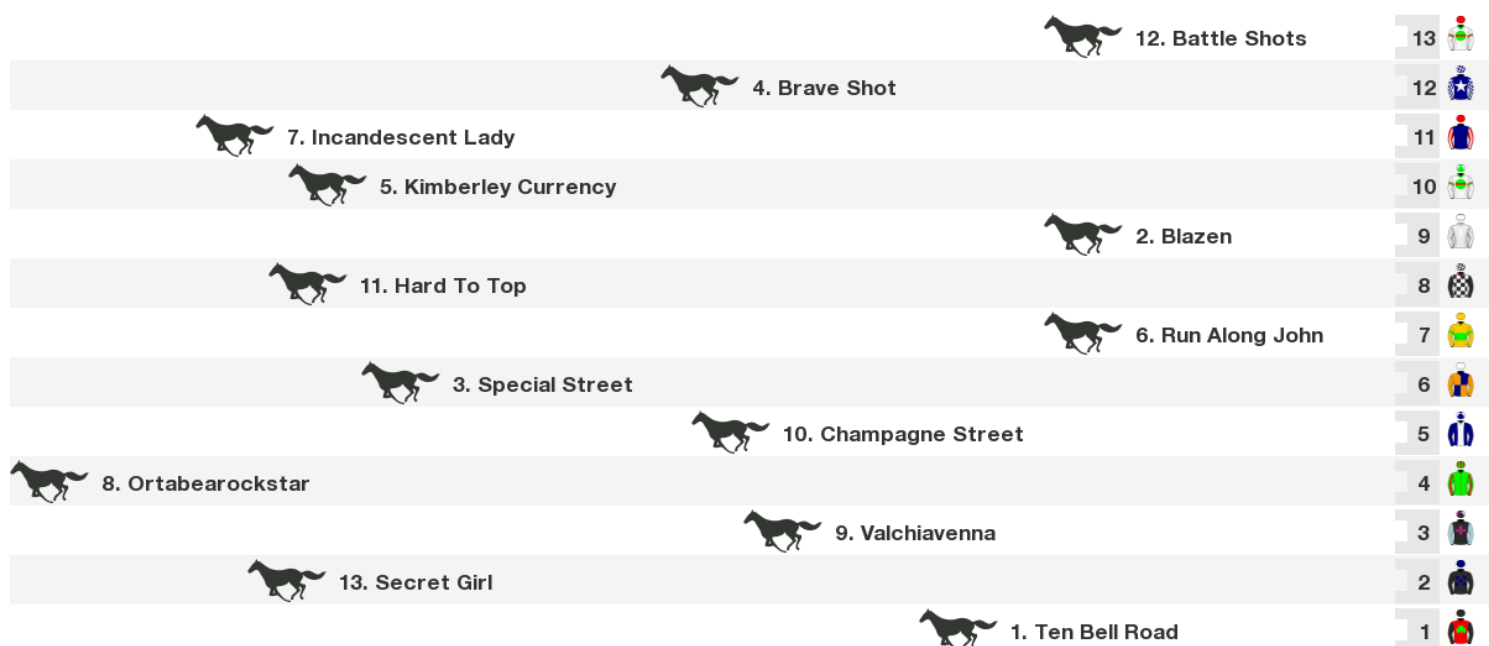 12. Battle Shots 13
4. Brave Shot 12
7. Incandescent Lady 11
5. Kimberley Currency 10
2. Blazen 9
11. Hard To Top 8
6. Run Along John 7
3. Special Street 6
10. Champagne Street 5
8. Ortabearockstar 4
9. Valchiavenna 3
13. Secret Girl 2
1. Ten Bell Road 1